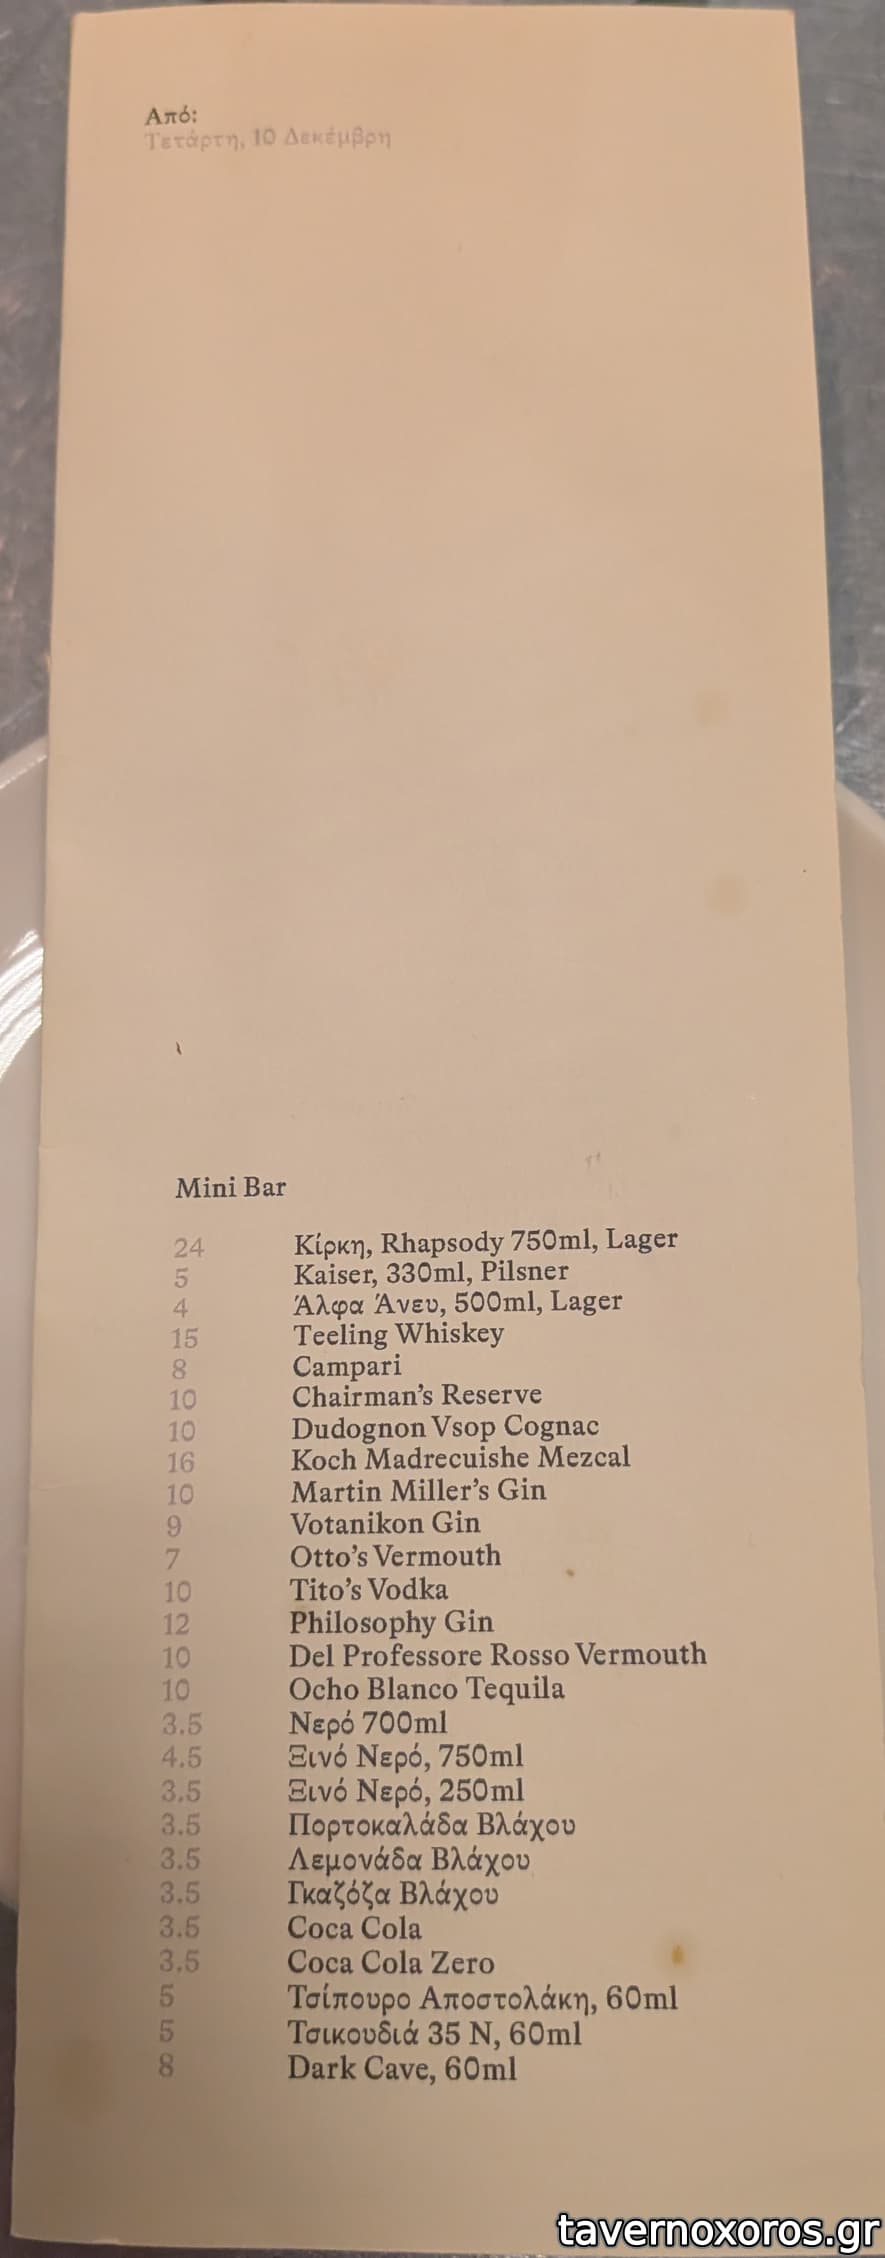 Από:
Τετάρτη, 10 Δεκέμβρη
Mini Bar
24 Κίρκη, Rhapsody 750ml, Lager
5 Kaiser, 330ml, Pilsner
4 Άλφα Άνευ, 500ml, Lager
15 Teeling Whiskey
8 Campari
10 Chairman's Reserve
10 Dudognon Vsop Cognac
16 Koch Madrecuishe Mezcal
10 Martin Miller's Gin
9 Votanikon Gin
7 Otto's Vermouth
10 Tito's Vodka
12 Philosophy Gin
10 Del Professore Rosso Vermouth
10 Ocho Blanco Tequila
3.5 Νερό 700ml
4.5 Ξινό Νερό, 750ml
3.5 Ξινό Νερό, 250ml
3.5 Πορτοκαλάδα Βλάχου
3.5 Λεμονάδα Βλάχου
3.5 Γκαζόζα Βλάχου
3.5 Coca Cola
3.5 Coca Cola Zero
5 Τσίπουρο Αποστολάκη, 60ml
5 Τσικουδιά 35 N, 60ml
8 Dark Cave, 60ml
tavernoxoros.gr